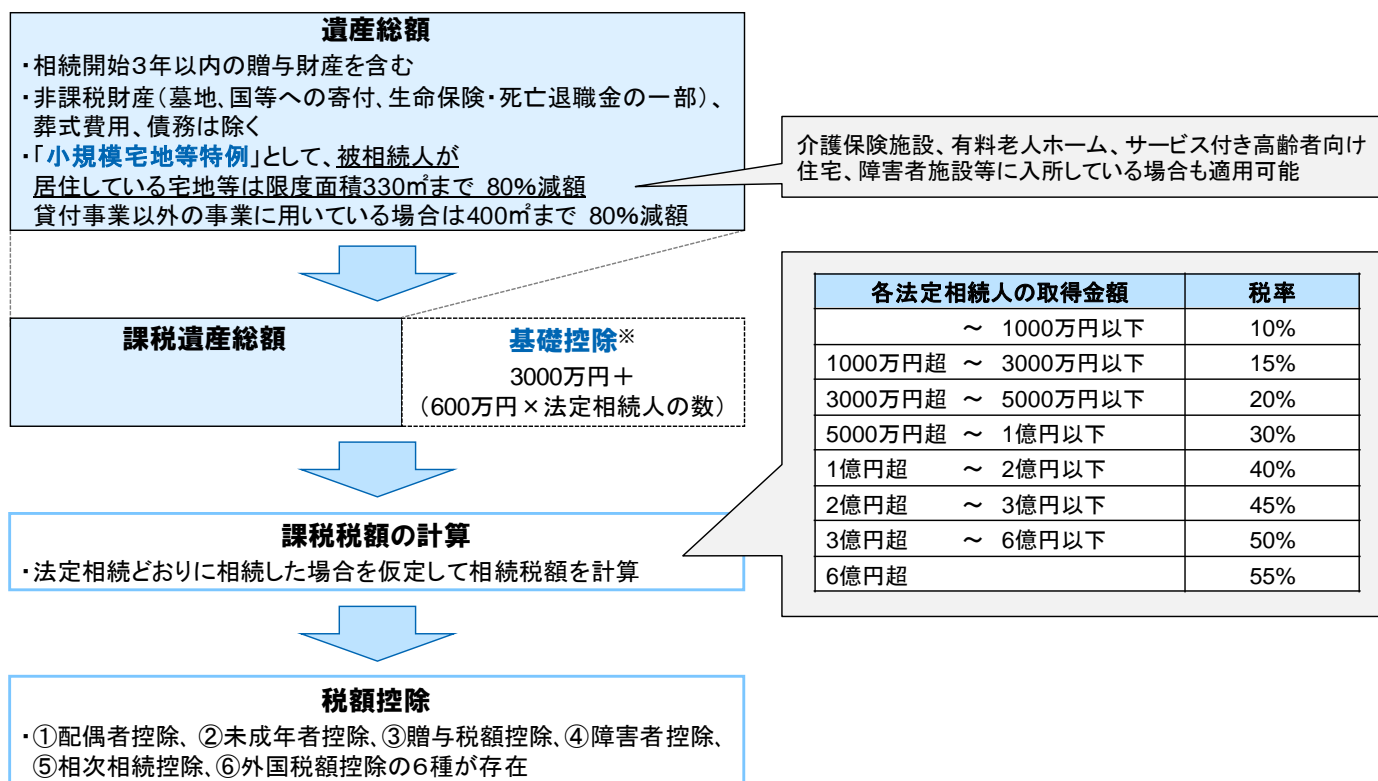 遺産総額
・相続開始3年以内の贈与財産を含む
・非課税財産(墓地、国等への寄付、生命保険・死亡退職金の一部)、
葬式費用、債務は除く
・「小規模宅地等特例」として、被相続人が
居住している宅地等は限度面積330㎡まで 80%減額
貸付事業以外の事業に用いている場合は400㎡まで 80%減額
介護保険施設、有料老人ホーム、サービス付き高齢者向け
住宅、障害者施設等に入所している場合も適用可能
課税遺産総額
基礎控除※
3000万円+
(600万円×法定相続人の数)
各法定相続人の取得金額 税率
~ 1000万円以下 10%
1000万円超 ~ 3000万円以下 15%
3000万円超 ~ 5000万円以下 20%
5000万円超 ~ 1億円以下 30%
1億円超 ~ 2億円以下 40%
2億円超 ~ 3億円以下 45%
3億円超 ~ 6億円以下 50%
6億円超 55%
課税税額の計算
・法定相続どおりに相続した場合を仮定して相続税額を計算
税額控除
・①配偶者控除、②未成年者控除、③贈与税額控除、④障害者控除、
⑤相次相続控除、⑥外国税額控除の6種が存在